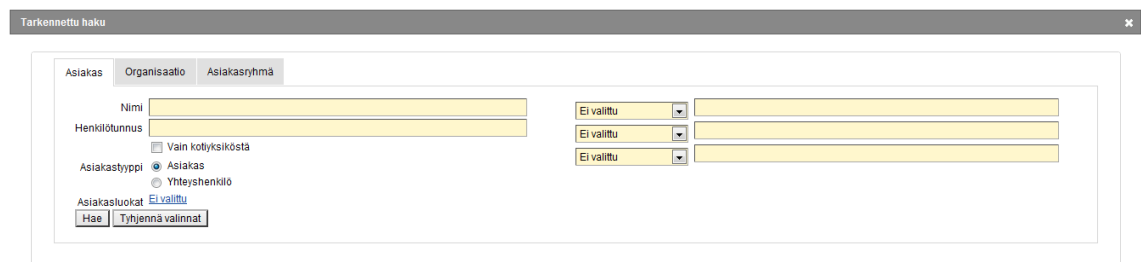 Tarkennettu haku
Asiakas Organisaatio Asiakasryhmä
Nimi Ei valittu
Henkilötunnus Ei valittu
Vain kotiyksiköstä Ei valittu
Asiakastyyppi Asiakas
Yhteyshenkilö
Asiakasluokat Ei valittu
Hae Tyhjennä valinnat